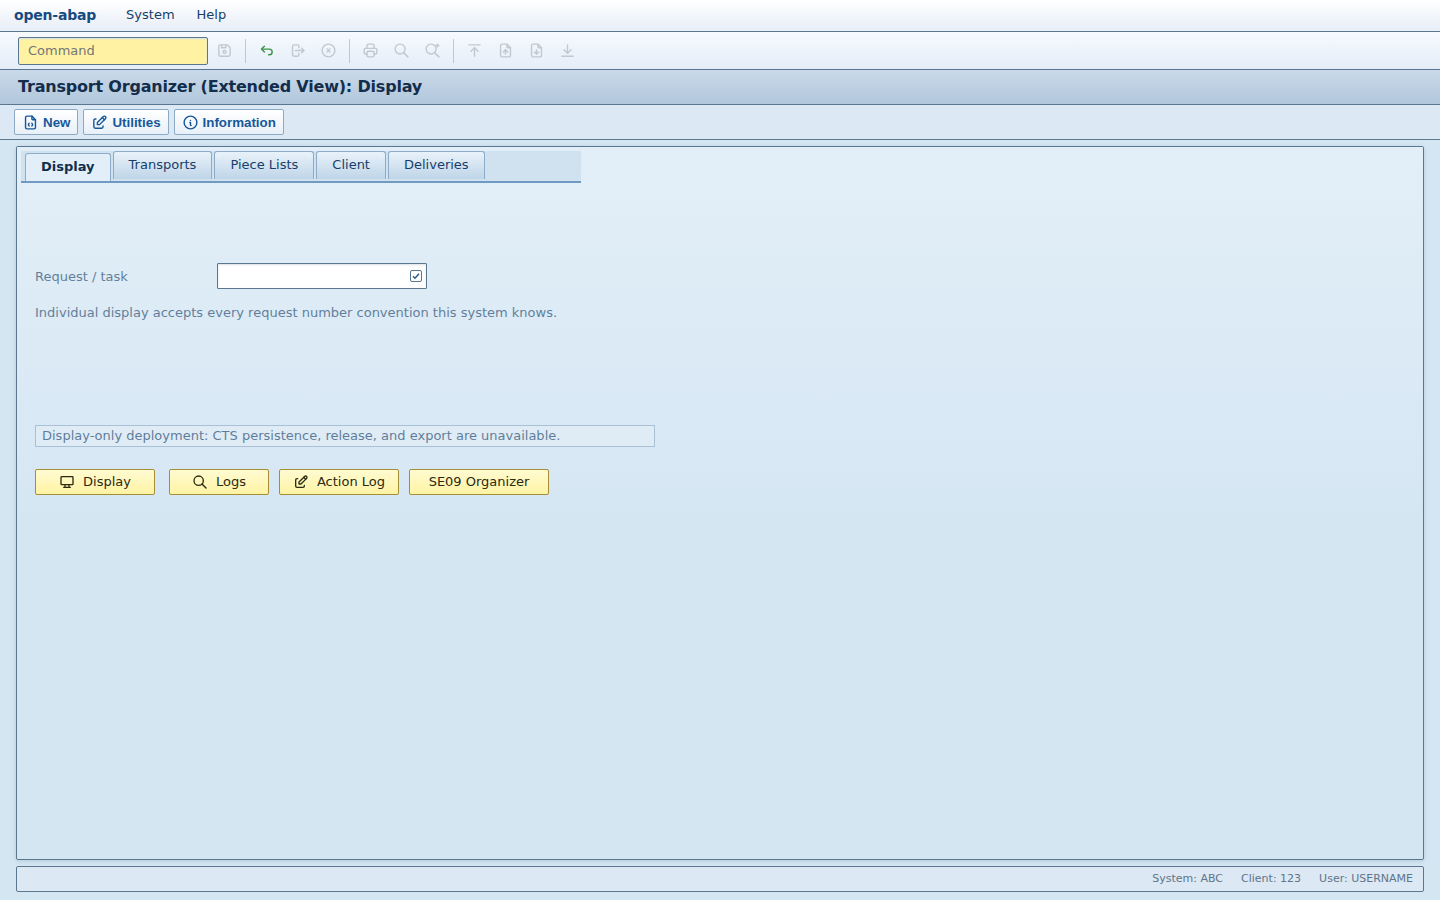 open-abap System Help
Command
Transport Organizer (Extended View): Display
New Utilities Information
Display Transports Piece Lists Client Deliveries
Request / task
Individual display accepts every request number convention this system knows.
Display-only deployment: CTS persistence, release, and export are unavailable.
Display Logs Action Log SE09 Organizer
System: ABC Client: 123 User: USERNAME